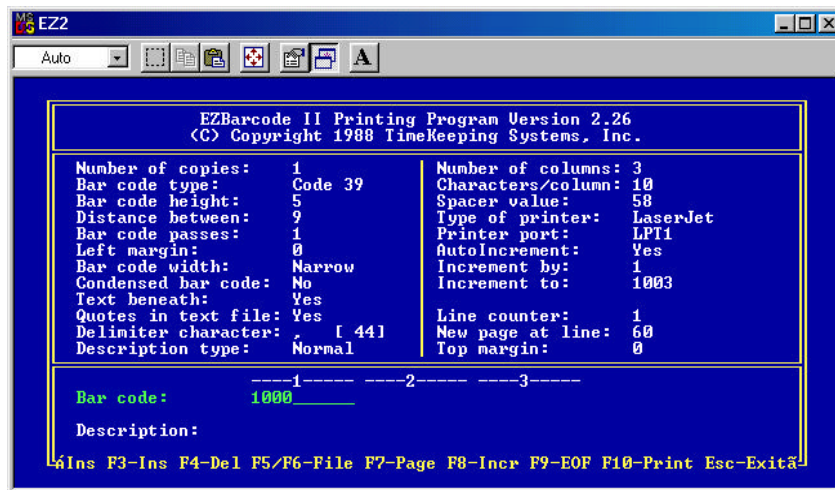 MS DOS EZ2
Auto A
EZBarcode II Printing Program Version 2.26
(C) Copyright 1988 TimeKeeping Systems, Inc.
Number of copies: 1
Bar code type: Code 39
Bar code height: 5
Distance between: 9
Bar code passes: 1
Left margin: 0
Bar code width: Narrow
Condensed bar code: No
Text beneath: Yes
Quotes in text file: Yes
Delimiter character: , [ 44]
Description type: Normal
Number of columns: 3
Characters/column: 10
Spacer value: 58
Type of printer: LaserJet
Printer port: LPT1
AutoIncrement: Yes
Increment by: 1
Increment to: 1003
Line counter: 1
New page at line: 60
Top margin: 0
----1----- ----2----- ----3-----
Bar code: 1000______
Description:
áIns F3-Ins F4-Del F5/F6-File F7-Page F8-Incr F9-EOF F10-Print Esc-Exitã